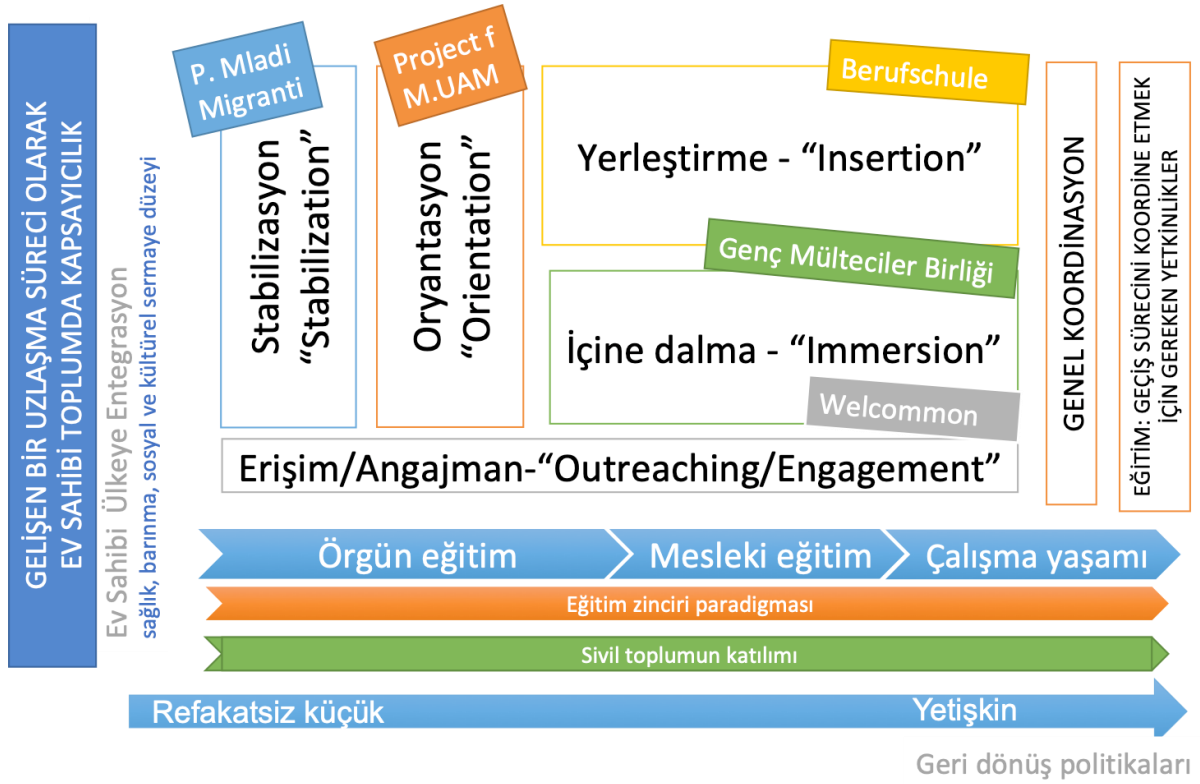 GELİŞEN BİR UZLAŞMA SÜRECİ OLARAK
EV SAHİBİ TOPLUMDA KAPSAYICILIK
Ev Sahibi Ülkeye Entegrasyon
sağlık, barınma, sosyal ve kültürel sermaye düzeyi
P. Mladi
Migranti
Stabilizasyon
“Stabilization”
Project f
M.UAM
Oryantasyon
“Orientation”
Berufschule
Yerleştirme - “Insertion”
Genç Mülteciler Birliği
İçine dalma - “Immersion”
Welcommon
Erişim/Angajman-“Outreaching/Engagement”
GENEL KOORDİNASYON
EĞİTİM: GEÇİŞ SÜRECİNİ KOORDİNE ETMEK
İÇİN GEREKEN YETKİNLİKLER
Örgün eğitim
Mesleki eğitim
Çalışma yaşamı
Eğitim zinciri paradigması
Sivil toplumun katılımı
Refakatsiz küçük
Yetişkin
Geri dönüş politikaları